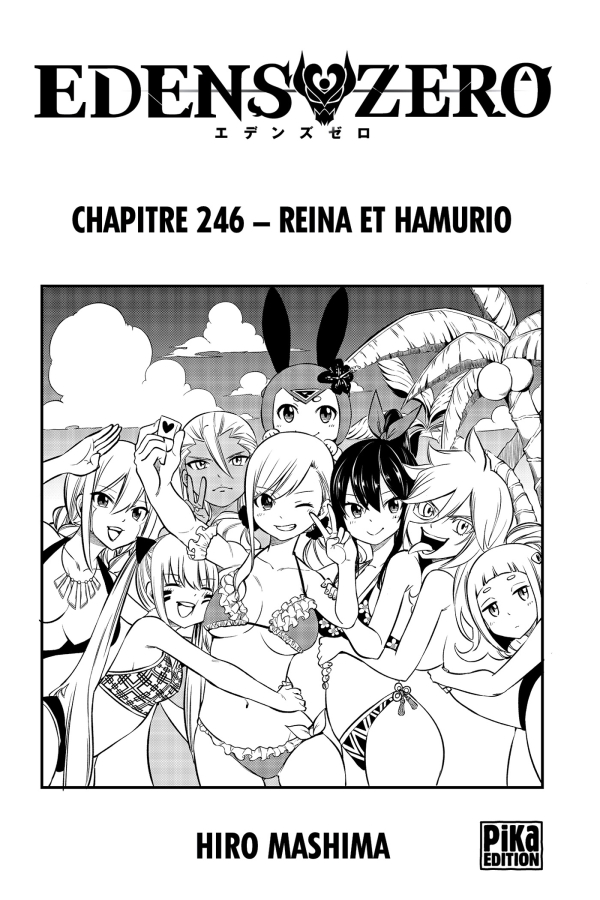 EDENS ZERO
エデンズゼロ
CHAPITRE 246 – REINA ET HAMURIO
HIRO MASHIMA
PiKa
EDITION